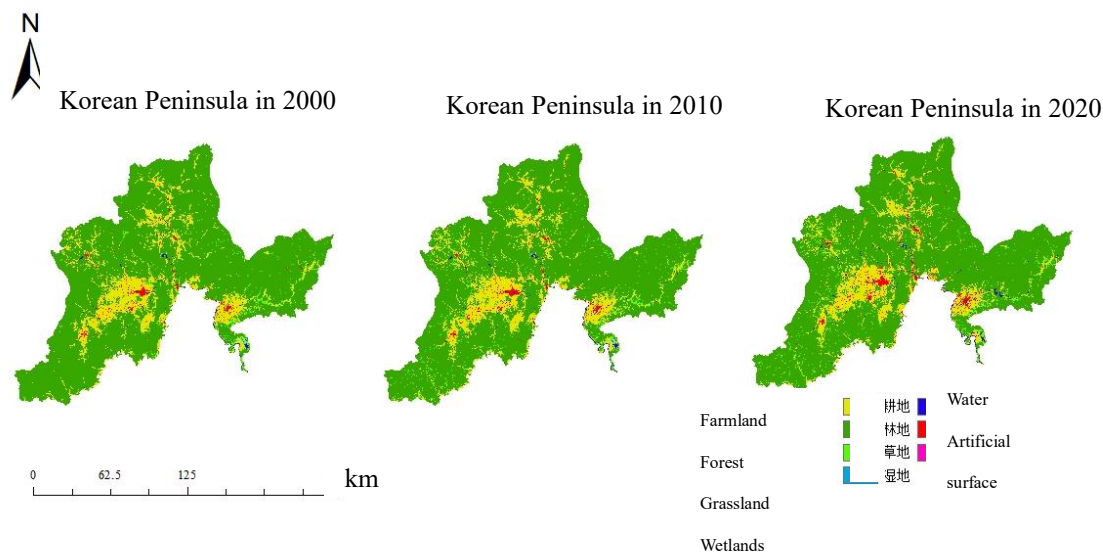 N
Korean Peninsula in 2000
Korean Peninsula in 2010
Korean Peninsula in 2020
0 62.5 125
km
Farmland
Forest
Grassland
Wetlands
耕地
林地
草地
湿地
Water
Artificial
surface